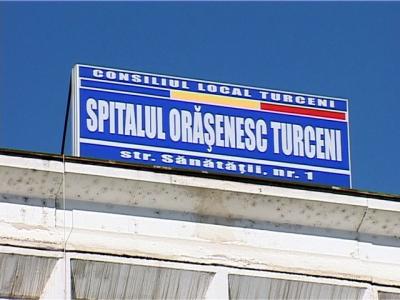 CONSILIUL LOCAL TURCENI
SPITALUL ORĂŞENESC TURCENI
str. Sănătăţii, nr. 1